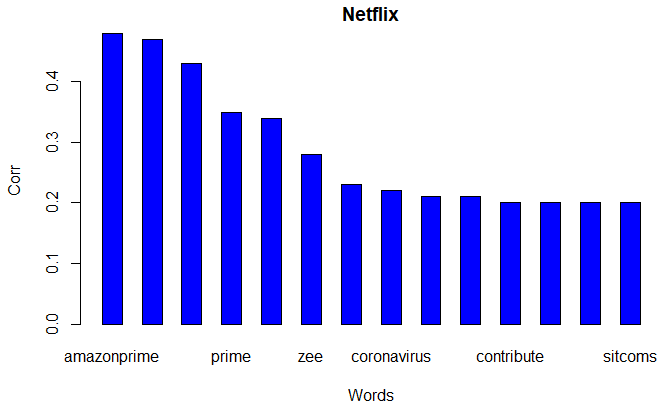 Netflix
Corr
0.4
0.3
0.2
0.1
0.0
amazonprime prime zee coronavirus contribute sitcoms
Words